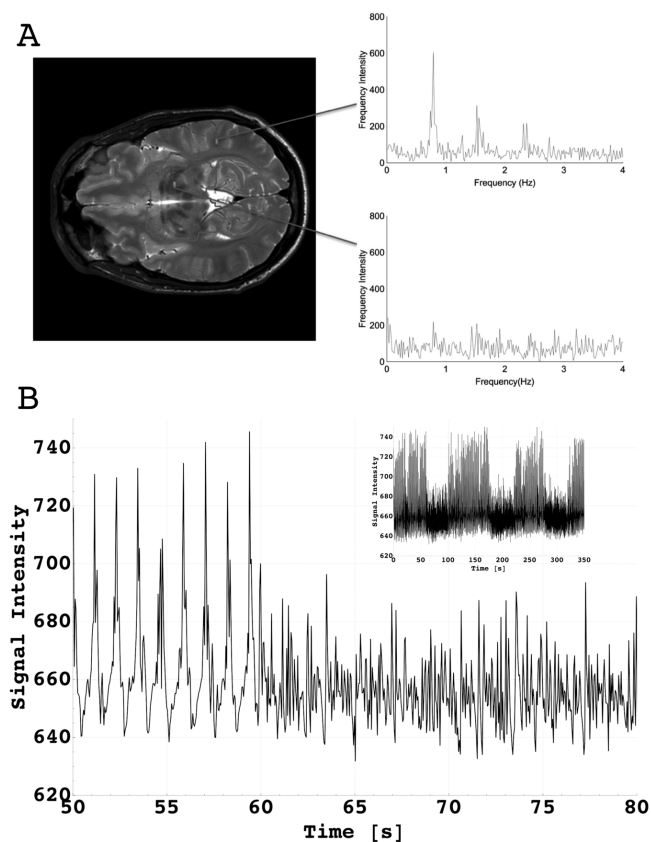 A
800
600
400
200
0
Frequency Intensity
0 1 2 3 4
Frequency (Hz)
800
600
400
200
0
Frequency Intensity
0 1 2 3 4
Frequency(Hz)
B
740
720
700
680
660
640
620
Signal Intensity
50 55 60 65 70 75 80
Time [s]
740
720
700
680
660
640
620
Signal Intensity
0 50 100 150 200 250 300 350
Time [s]